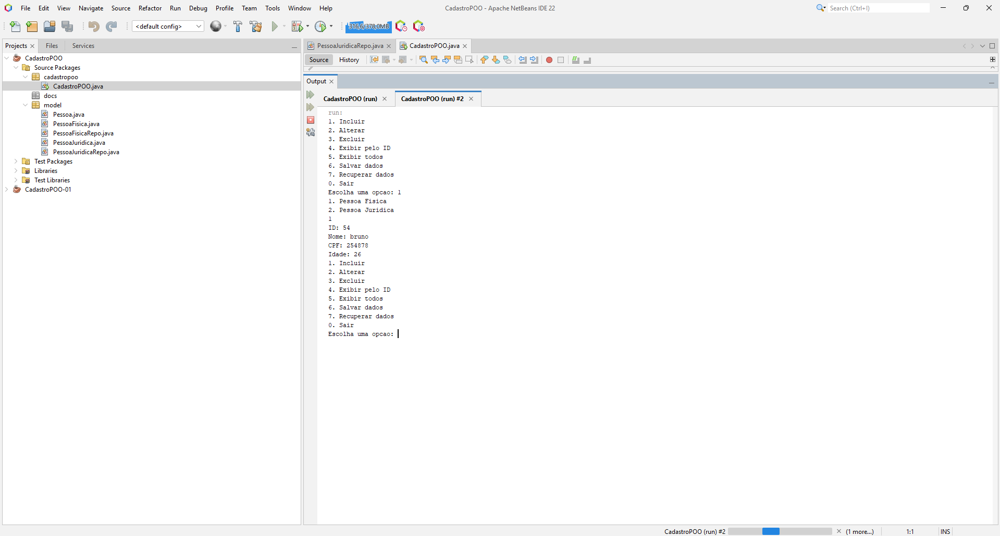 File Edit View Navigate Source Refactor Run Debug Profile Team Tools Window Help
CadastroPOO - Apache NetBeans IDE 22
Search (Ctrl+I)
<default config>
316,6/378,0MB
Projects Files Services
CadastroPOO
Source Packages
cadastropoo
CadastroPOO.java
docs
model
Pessoa.java
PessoaFisica.java
PessoaFisicaRepo.java
PessoaJuridica.java
PessoaJuridicaRepo.java
Test Packages
Libraries
Test Libraries
CadastroPOO-01
PessoaJuridicaRepo.java CadastroPOO.java
Source History
Output
CadastroPOO (run) CadastroPOO (run) #2
run:
1. Incluir
2. Alterar
3. Excluir
4. Exibir pelo ID
5. Exibir todos
6. Salvar dados
7. Recuperar dados
0. Sair
Escolha uma opcao: 1
1. Pessoa Fisica
2. Pessoa Juridica
1
ID: 54
Nome: bruno
CPF: 254878
Idade: 26
1. Incluir
2. Alterar
3. Excluir
4. Exibir pelo ID
5. Exibir todos
6. Salvar dados
7. Recuperar dados
0. Sair
Escolha uma opcao:
CadastroPOO (run) #2 (1 more...) 1:1 INS